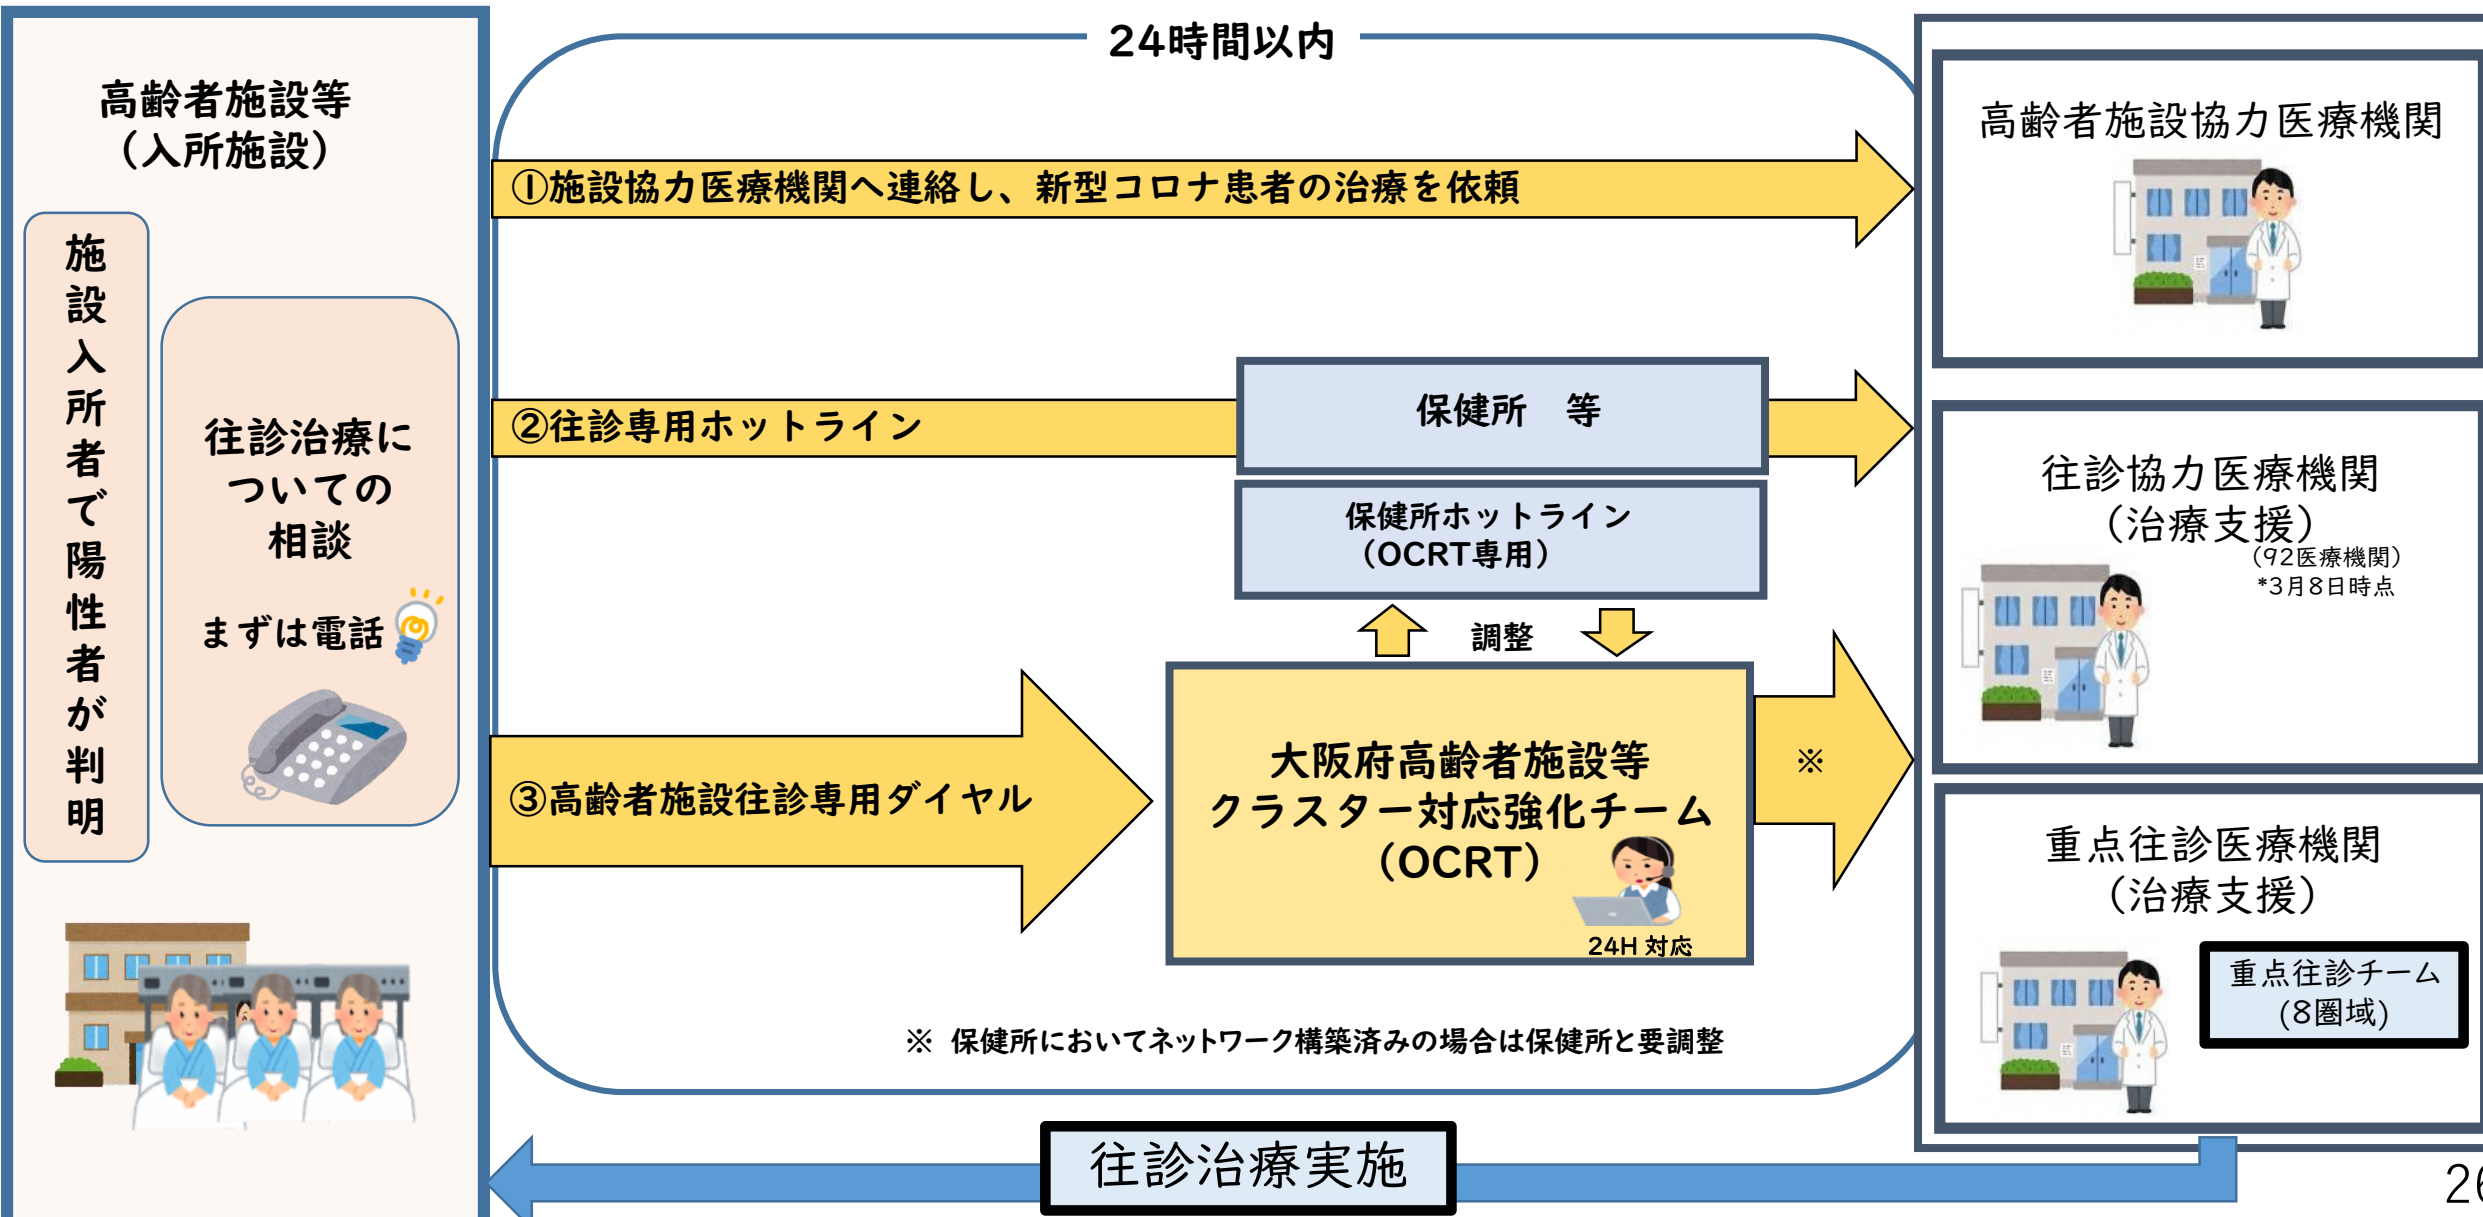 24時間以内
高齢者施設等
（入所施設）
施設入所者で陽性者が判明
往診治療に
ついての
相談
まずは電話
①施設協力医療機関へ連絡し、新型コロナ患者の治療を依頼
②往診専用ホットライン
保健所　等
保健所ホットライン
（OCRT専用）
調整
③高齢者施設往診専用ダイヤル
大阪府高齢者施設等
クラスター対応強化チーム
（OCRT）
24H 対応
※
※ 保健所においてネットワーク構築済みの場合は保健所と要調整
高齢者施設協力医療機関
往診協力医療機関
（治療支援）
（92医療機関）
*3月8日時点
重点往診医療機関
（治療支援）
重点往診チーム
(8圏域)
往診治療実施